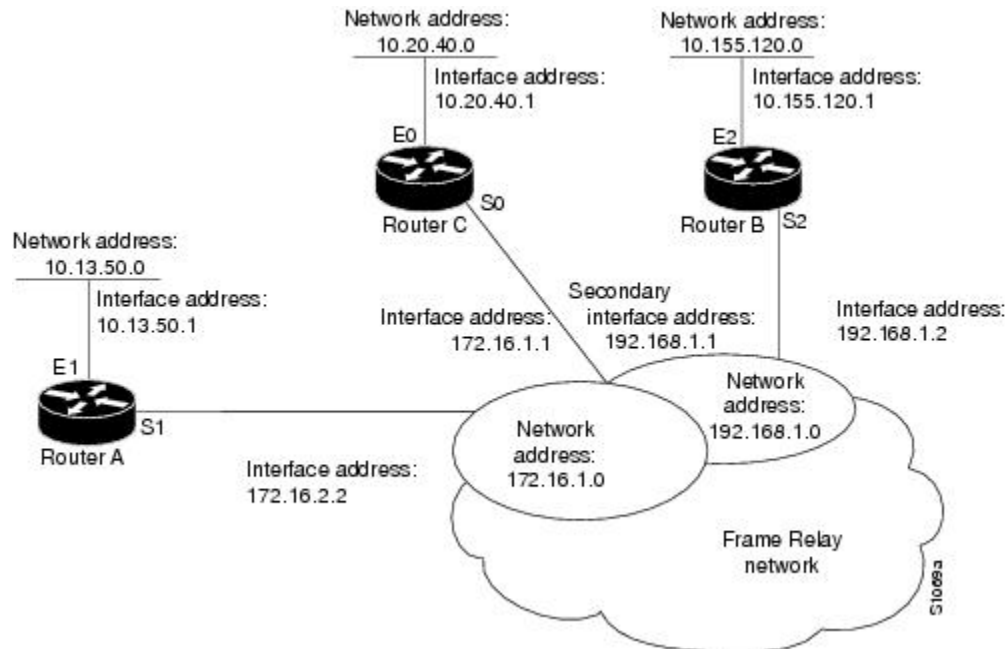 Network address:
10.20.40.0
Interface address:
10.20.40.1
E0
Router C
S0
Network address:
10.155.120.0
Interface address:
10.155.120.1
E2
Router B
S2
Network address:
10.13.50.0
Interface address:
10.13.50.1
E1
Router A
S1
Interface address:
172.16.1.1
Secondary
interface address:
192.168.1.1
Interface address:
192.168.1.2
Interface address:
172.16.2.2
Network
address:
172.16.1.0
Network
address:
192.168.1.0
Frame Relay
network
S1069a